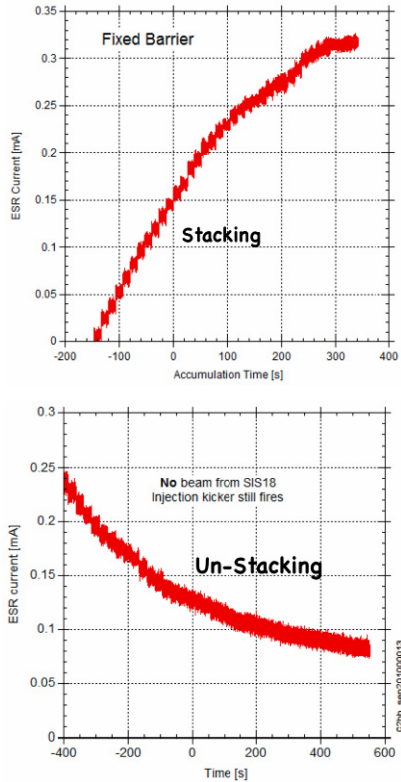 0.35
Fixed Barrier
0.3
0.25
0.2
ESR Current [mA]
0.15
Stacking
0.1
0.05
0
-200 -100 0 100 200 300 400
Accumulation Time [s]
0.3
0.25
No beam from SIS18
Injection kicker still fires
0.2
Un-Stacking
ESR current [mA]
0.15
0.1
0.05
0
-400 -200 0 200 400 600
Time [s]